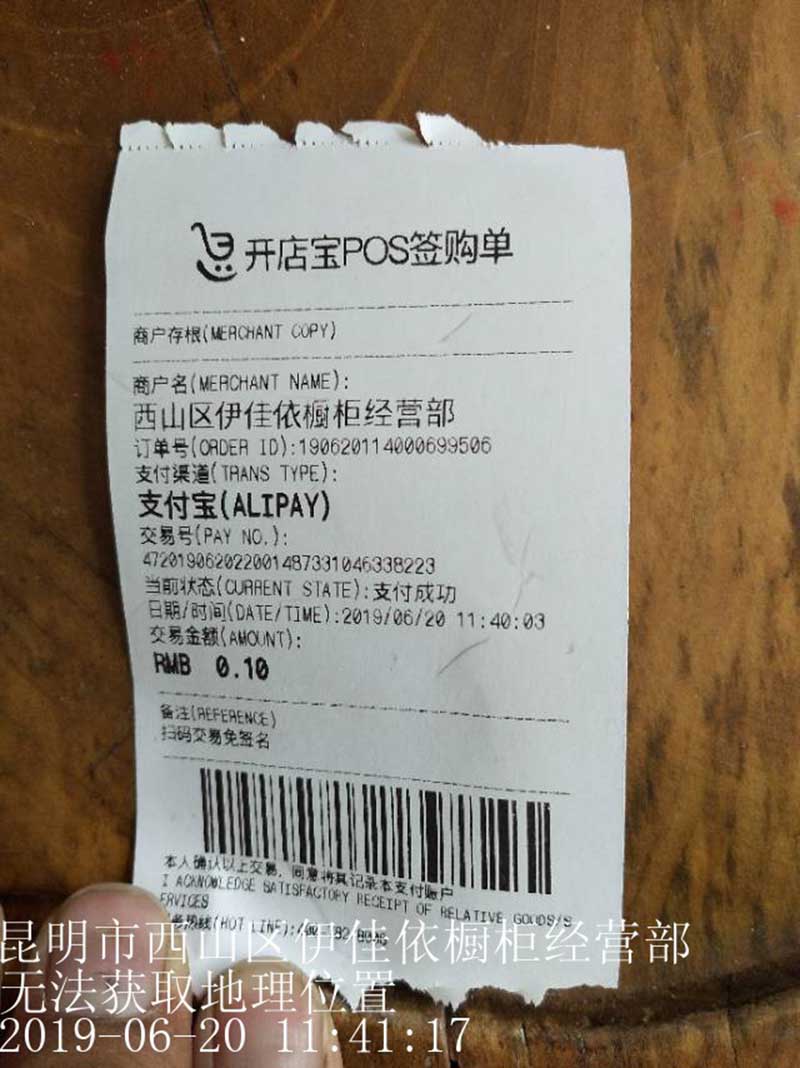 开店宝POS签购单
商户存根(MERCHANT COPY)
商户名(MERCHANT NAME):
西山区伊佳依橱柜经营部
订单号(ORDER ID):190620114000699506
支付渠道(TRANS TYPE):
支付宝(ALIPAY)
交易号(PAY NO.):
472019062022001487331046338223
当前状态(CURRENT STATE):支付成功
日期/时间(DATE/TIME):2019/06/20 11:40:03
交易金额(AMOUNT):
RMB 0.10
备注(REFERENCE)
扫码交易免签名
本人确认以上交易,同意将其记录本支付账户
I ACKNOWLEDGE SATISFACTORY RECEIPT OF RELATIVE GOODS/S
ERVICES
务热线(HOT LINE):
昆明市西山区伊佳依橱柜经营部
无法获取地理位置
2019-06-20 11:41:17